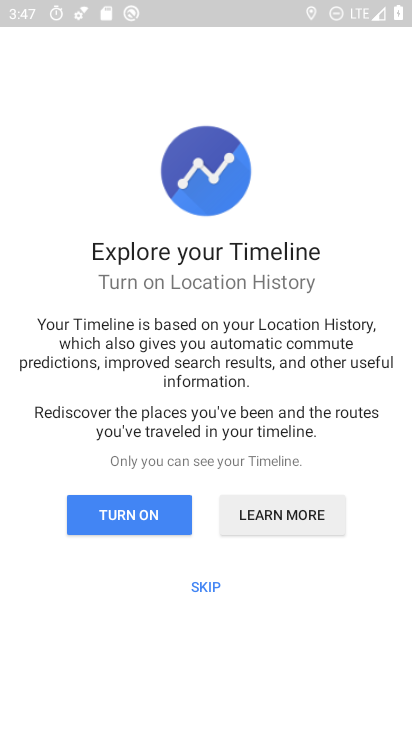 3:47
LTE
Explore your Timeline
Turn on Location History
Your Timeline is based on your Location History,
which also gives you automatic commute
predictions, improved search results, and other useful
information.
Rediscover the places you've been and the routes
you've traveled in your timeline.
Only you can see your Timeline.
TURN ON
LEARN MORE
SKIP